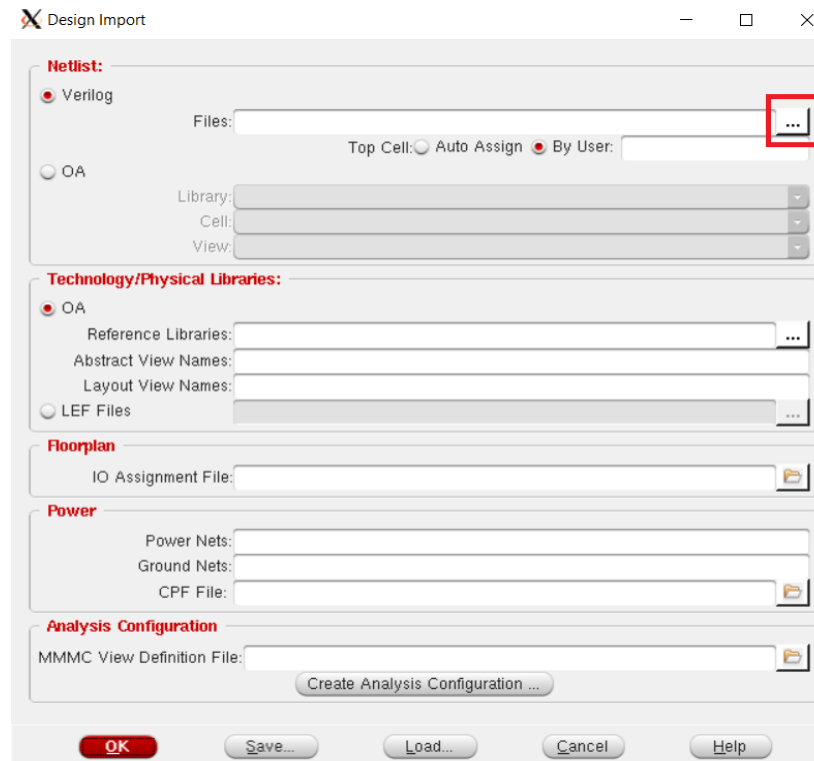 Design Import
Netlist:
Verilog
Files:
...
Top Cell: Auto Assign By User:
OA
Library:
Cell:
View:
Technology/Physical Libraries:
OA
Reference Libraries:
...
Abstract View Names:
Layout View Names:
LEF Files
...
Floorplan
IO Assignment File:
Power
Power Nets:
Ground Nets:
CPF File:
Analysis Configuration
MMMC View Definition File:
Create Analysis Configuration ...
OK Save... Load... Cancel Help